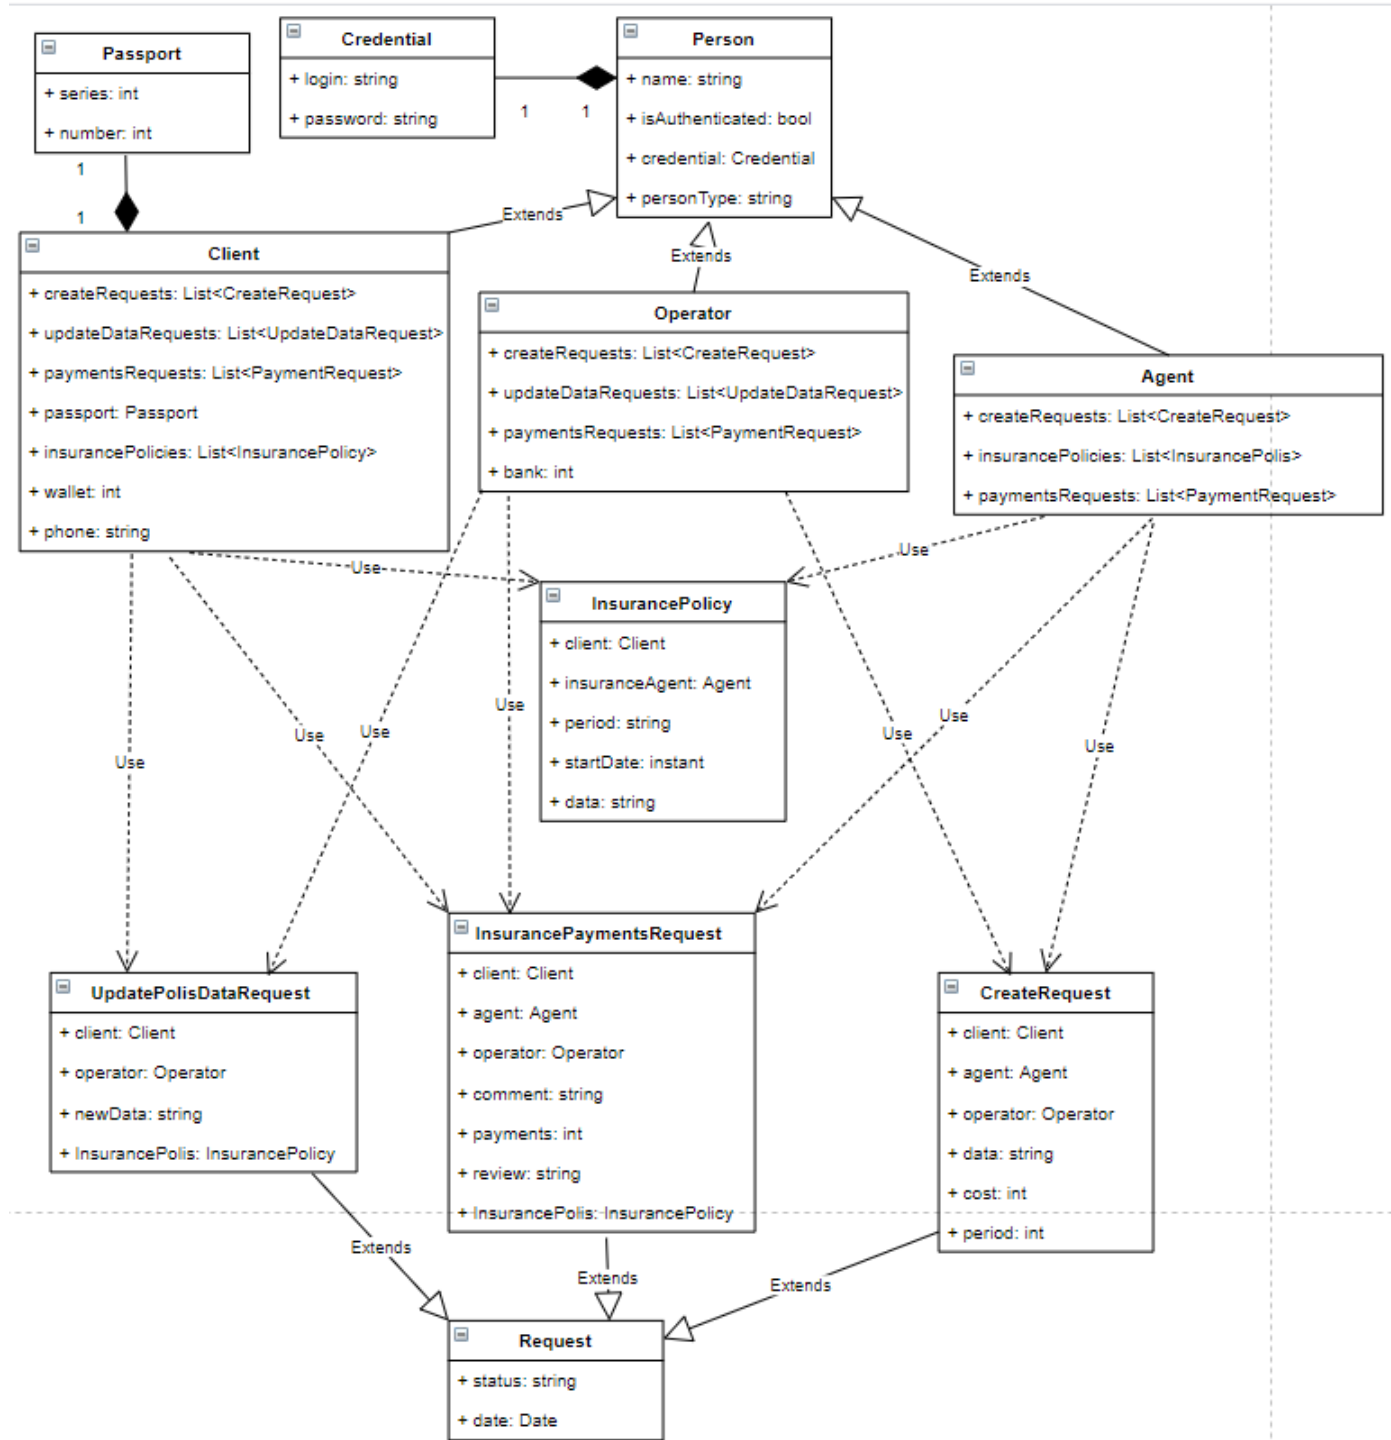 Passport
+ series: int
+ number: int
1
1
Credential
+ login: string
+ password: string
1
1
Person
+ name: string
+ isAuthenticated: bool
+ credential: Credential
+ personType: string
Extends
Extends
Extends
Client
+ createRequests: List<CreateRequest>
+ updateDataRequests: List<UpdateDataRequest>
+ paymentsRequests: List<PaymentRequest>
+ passport: Passport
+ insurancePolicies: List<InsurancePolicy>
+ wallet: int
+ phone: string
Operator
+ createRequests: List<CreateRequest>
+ updateDataRequests: List<UpdateDataRequest>
+ paymentsRequests: List<PaymentRequest>
+ bank: int
Agent
+ createRequests: List<CreateRequest>
+ insurancePolicies: List<InsurancePolis>
+ paymentsRequests: List<PaymentRequest>
Use
Use
InsurancePolicy
+ client: Client
+ insuranceAgent: Agent
+ period: string
+ startDate: instant
+ data: string
Use
Use
Use
Use
Use
Use
Use
UpdatePolisDataRequest
+ client: Client
+ operator: Operator
+ newData: string
+ InsurancePolis: InsurancePolicy
InsurancePaymentsRequest
+ client: Client
+ agent: Agent
+ operator: Operator
+ comment: string
+ payments: int
+ review: string
+ InsurancePolis: InsurancePolicy
CreateRequest
+ client: Client
+ agent: Agent
+ operator: Operator
+ data: string
+ cost: int
+ period: int
Extends
Extends
Extends
Request
+ status: string
+ date: Date